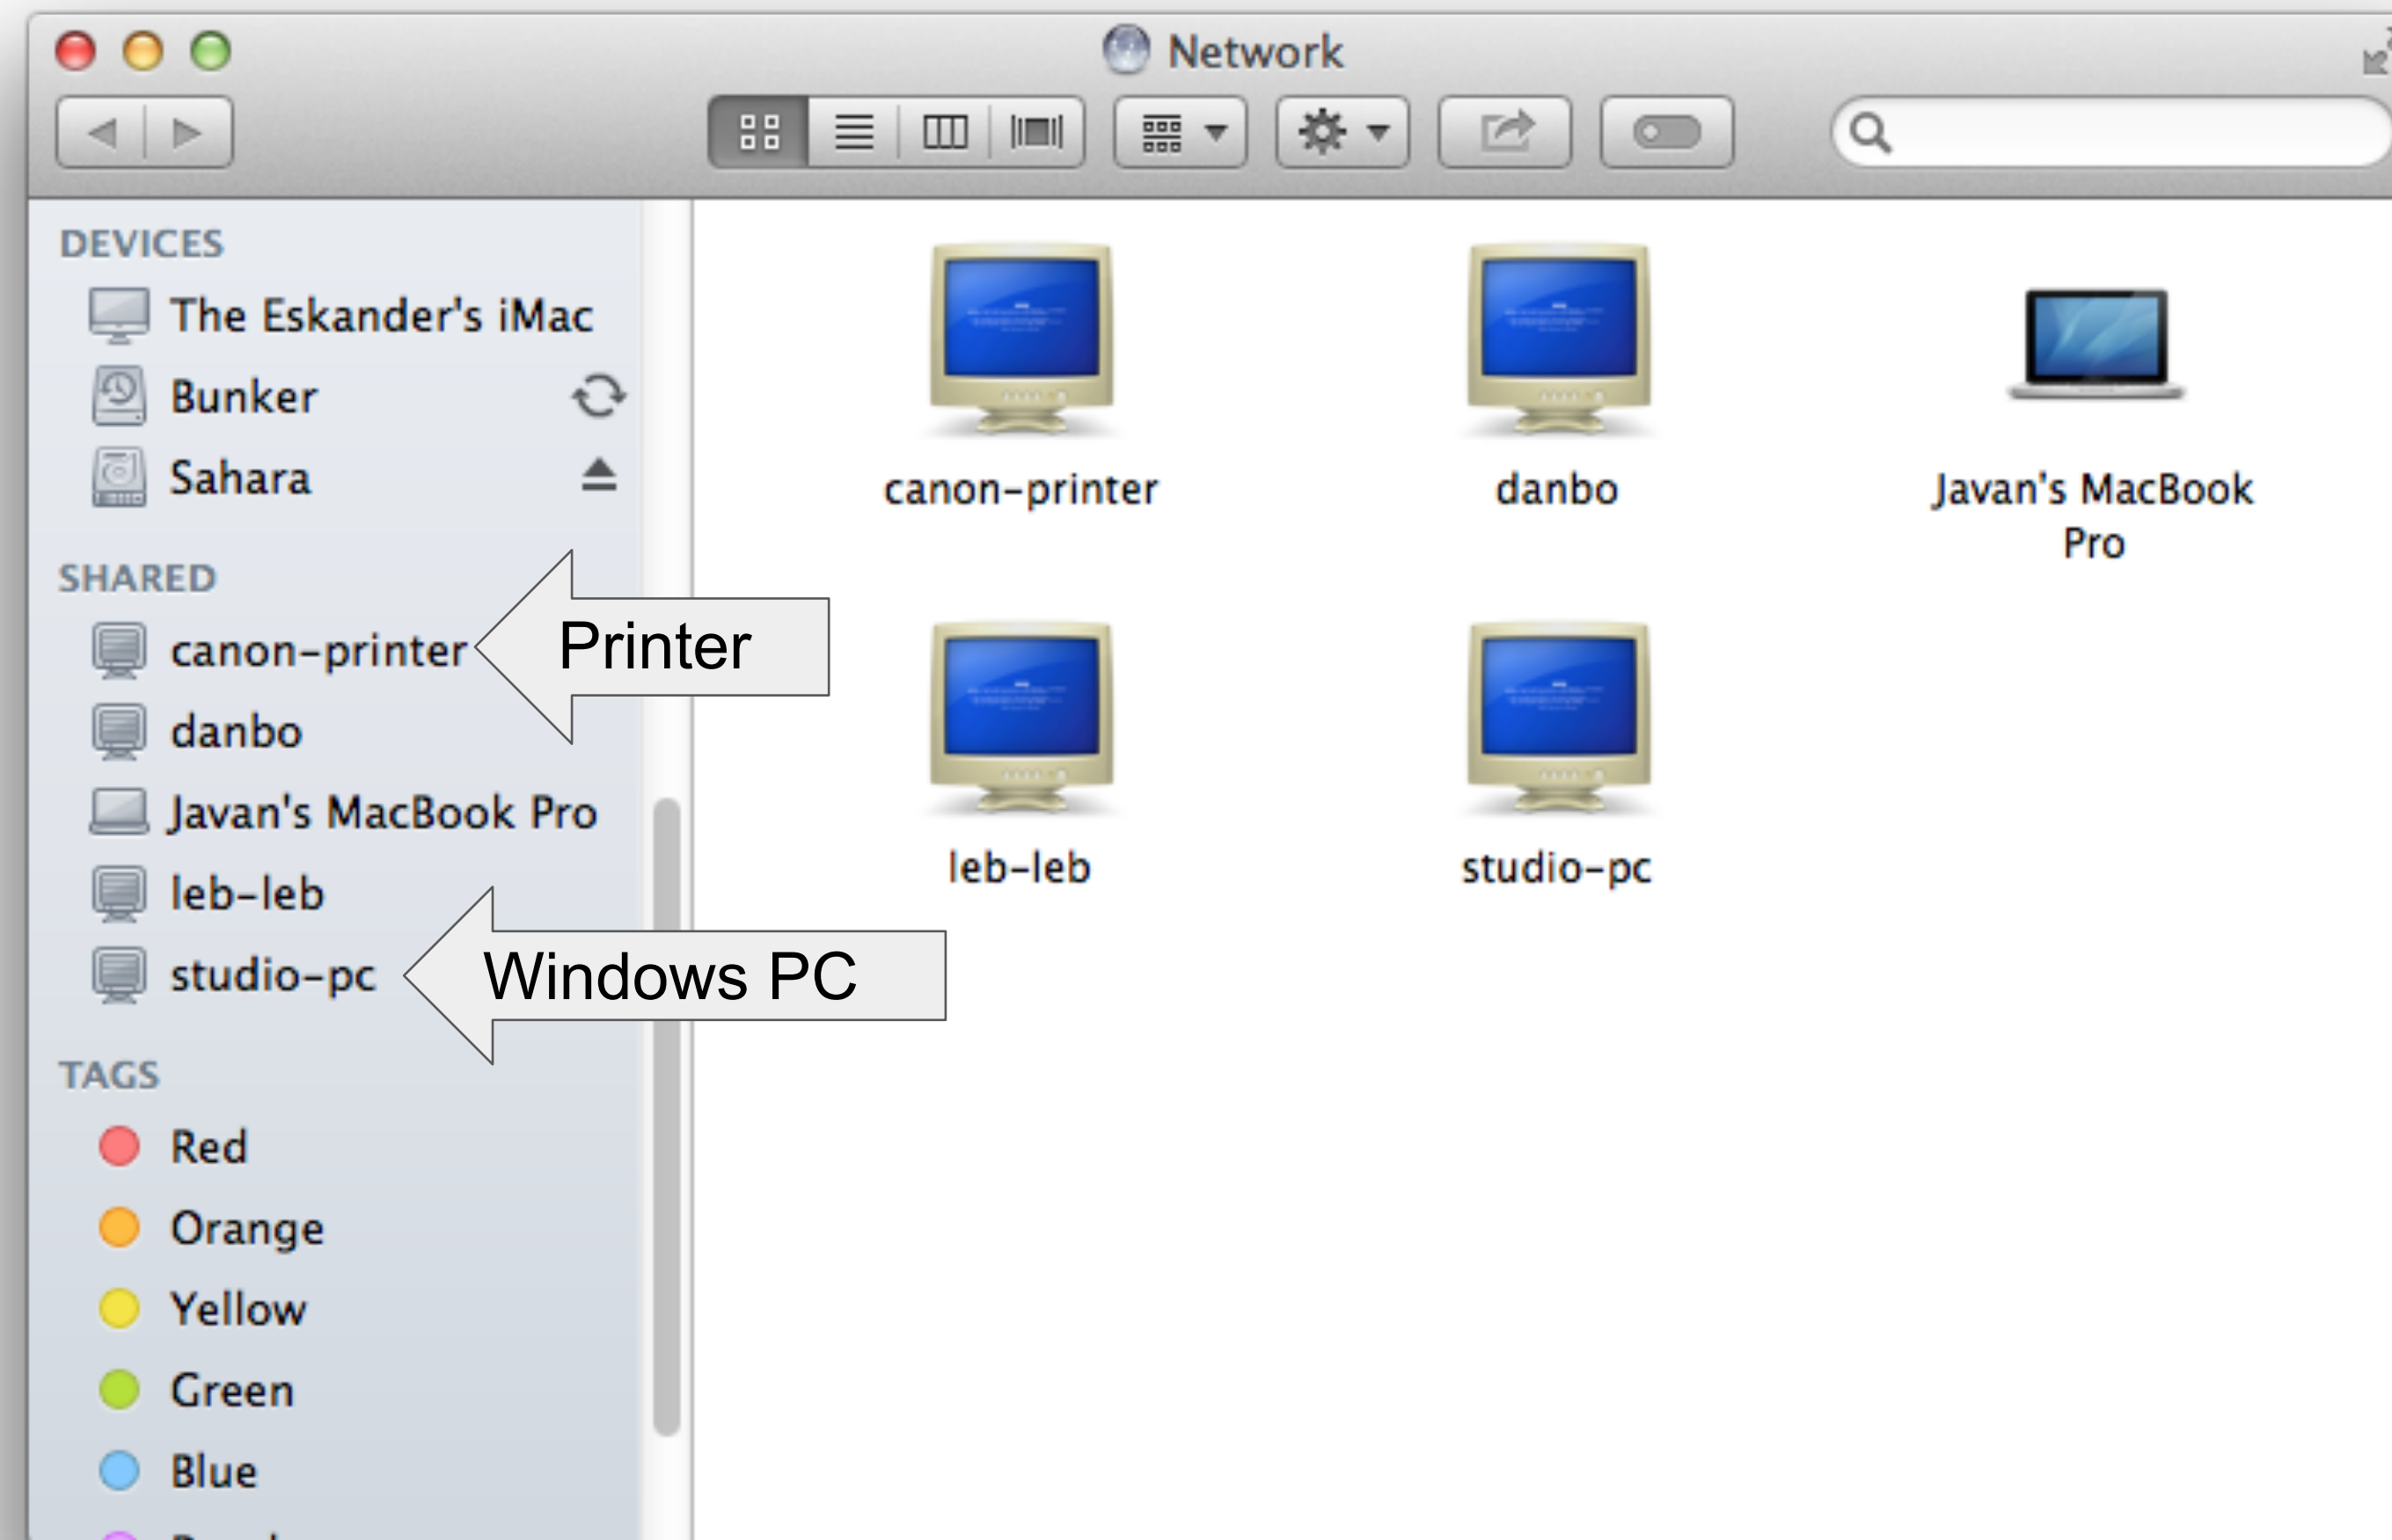 Network
DEVICES
The Eskander's iMac
Bunker
Sahara
SHARED
canon-printer
danbo
Javan's MacBook Pro
leb-leb
studio-pc
TAGS
Red
Orange
Yellow
Green
Blue
Printer
Windows PC
canon-printer
danbo
Javan's MacBook
Pro
leb-leb
studio-pc